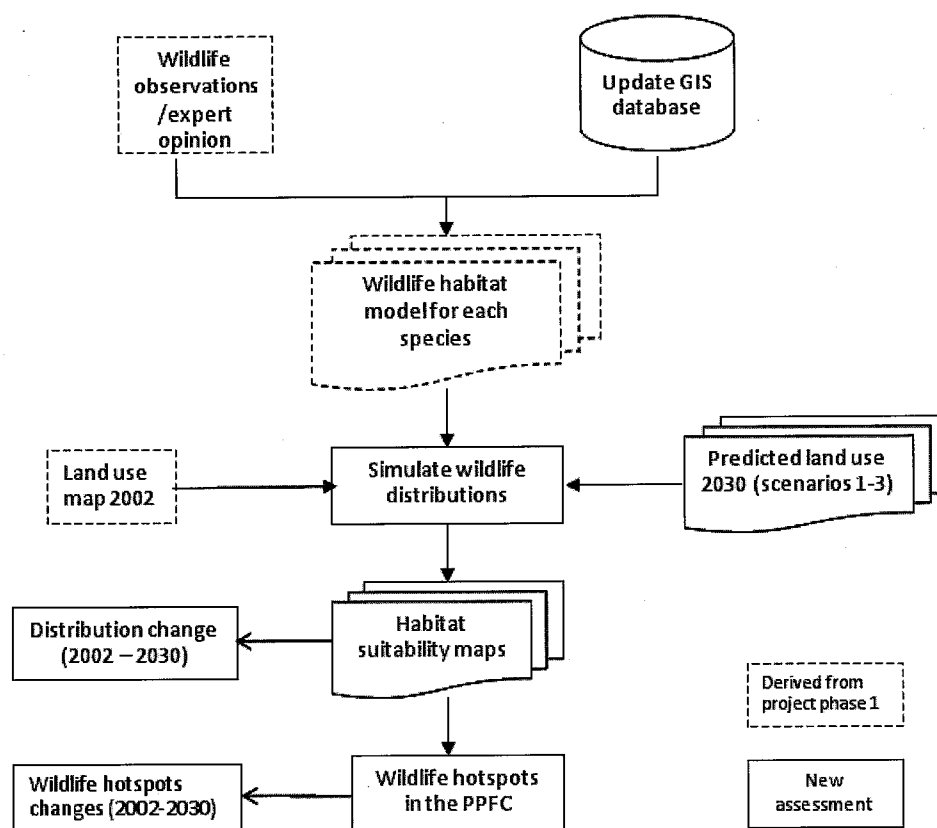 Wildlife
observations
/expert
opinion
Update GIS
database
Wildlife habitat
model for each
species
Land use
map 2002
Simulate wildlife
distributions
Predicted land use
2030 (scenarios 1-3)
Distribution change
(2002 – 2030)
Habitat
suitability maps
Derived from
project phase 1
Wildlife hotspots
changes (2002-2030)
Wildlife hotspots
in the PPFC
New
assessment